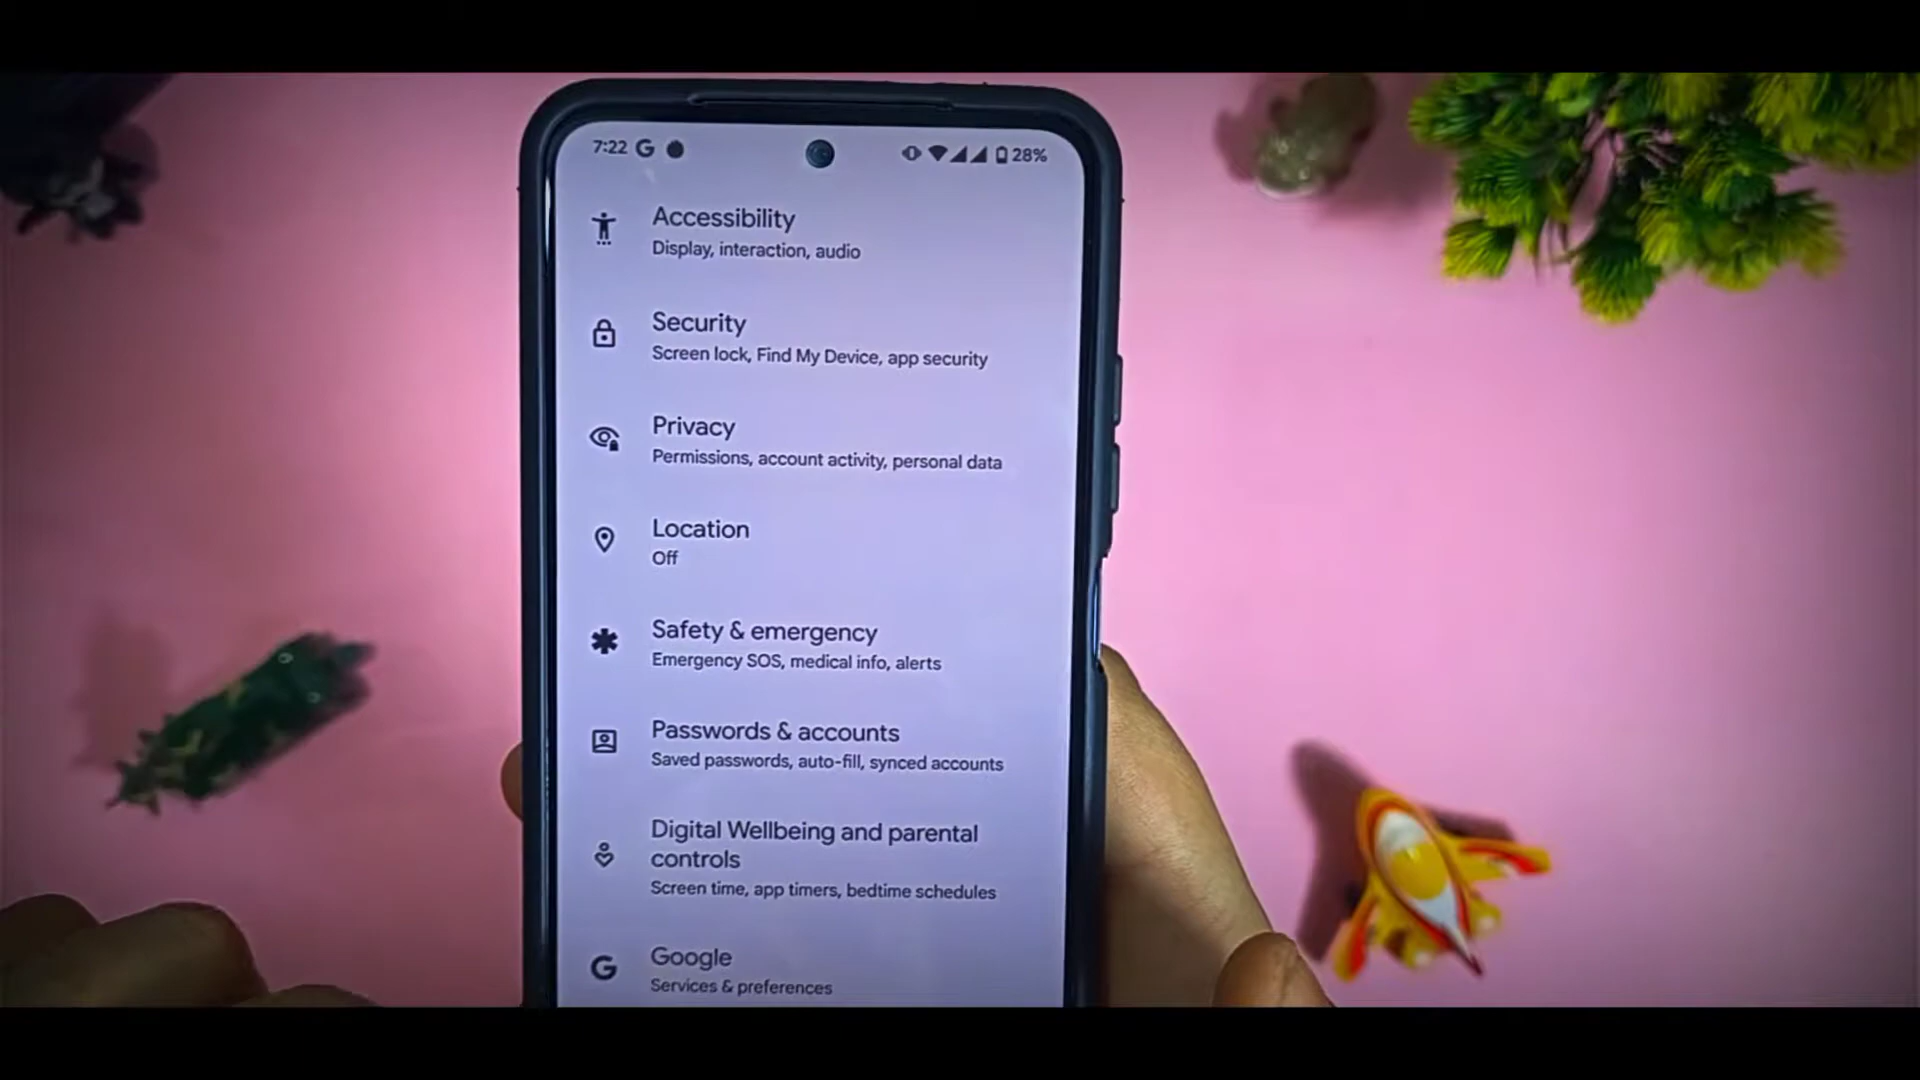 7:22 G 28%
Accessibility
Display, interaction, audio
Security
Screen lock, Find My Device, app security
Privacy
Permissions, account activity, personal data
Location
Off
Safety & emergency
Emergency SOS, medical info, alerts
Passwords & accounts
Saved passwords, auto-fill, synced accounts
Digital Wellbeing and parental
controls
Screen time, app timers, bedtime schedules
G Google
Services & preferences